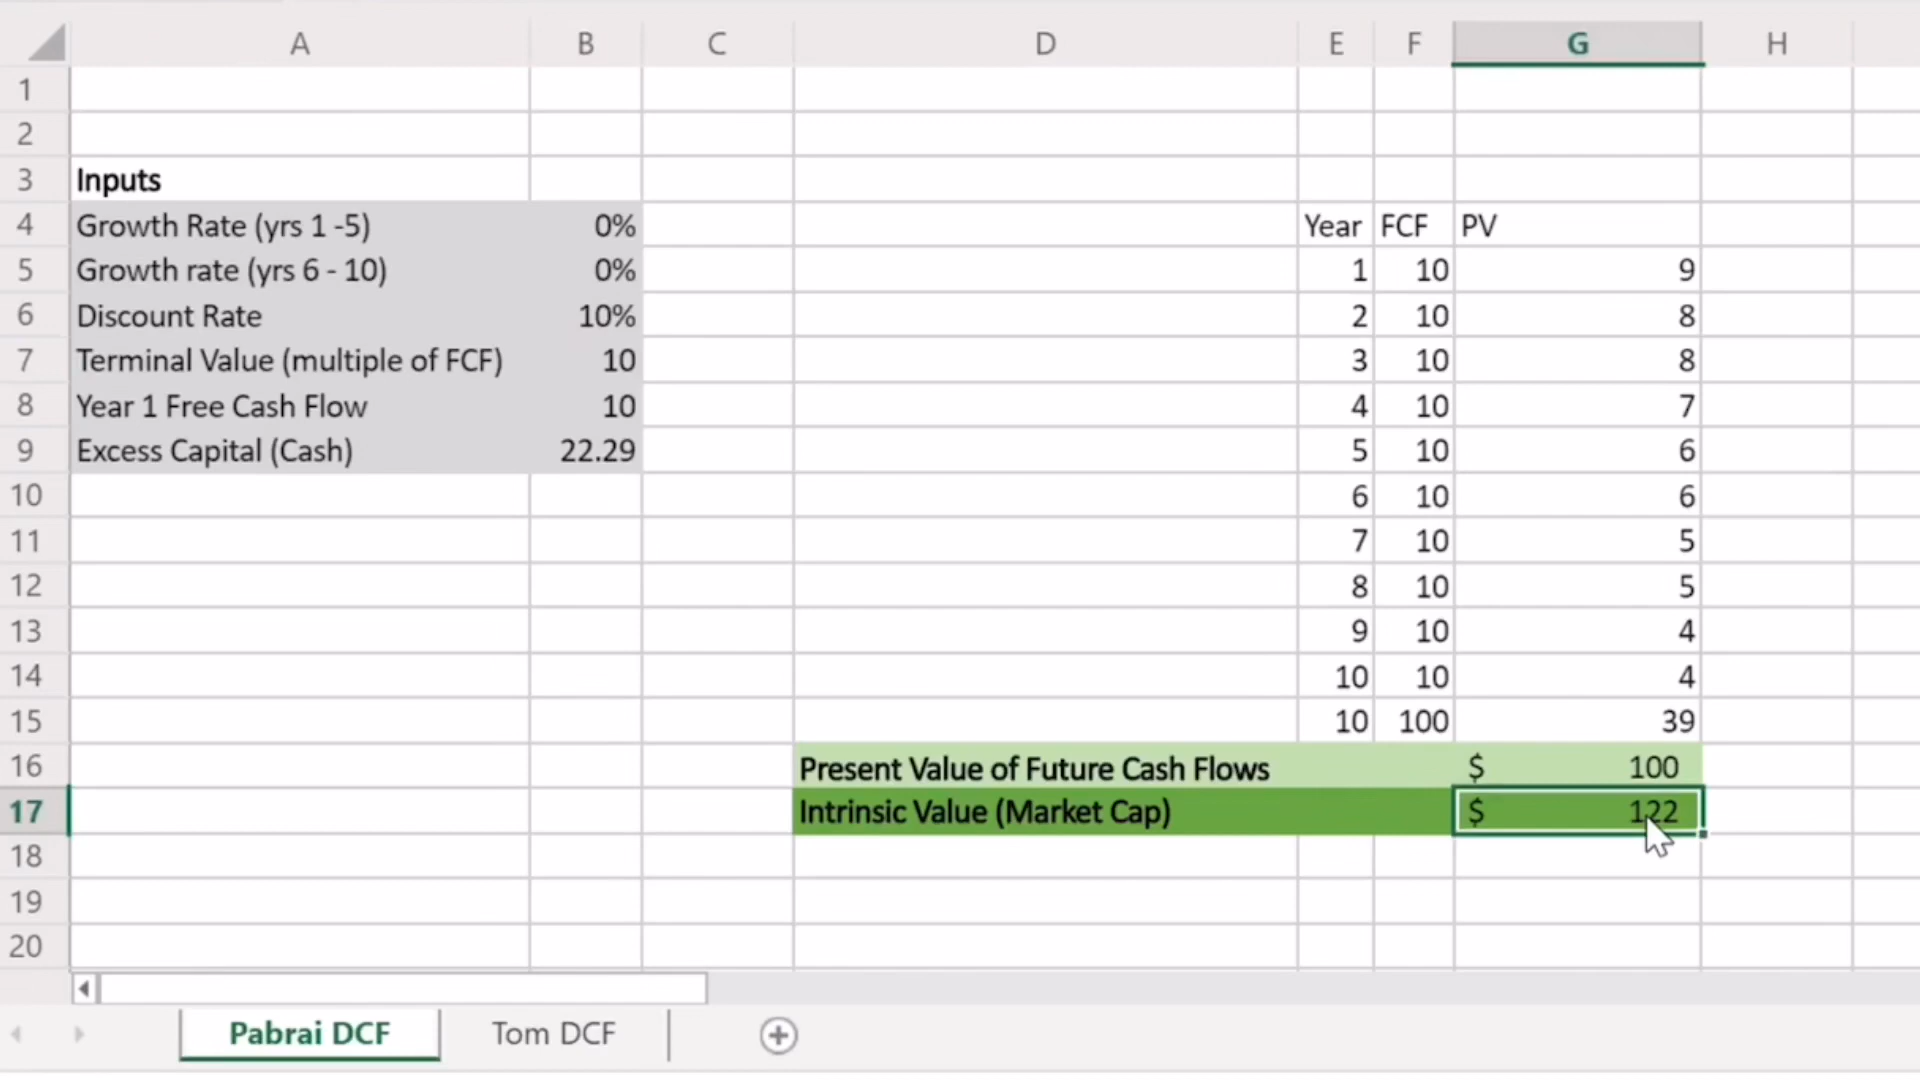 A B C D E F G H
1
2
3 Inputs
4 Growth Rate (yrs 1 -5) 0% Year FCF PV
5 Growth rate (yrs 6 - 10) 0% 1 10 9
6 Discount Rate 10% 2 10 8
7 Terminal Value (multiple of FCF) 10 3 10 8
8 Year 1 Free Cash Flow 10 4 10 7
9 Excess Capital (Cash) 22.29 5 10 6
10 6 10 6
11 7 10 5
12 8 10 5
13 9 10 4
14 10 10 4
15 10 100 39
16 Present Value of Future Cash Flows $ 100
17 Intrinsic Value (Market Cap) $ 122
18
19
20
Pabrai DCF Tom DCF